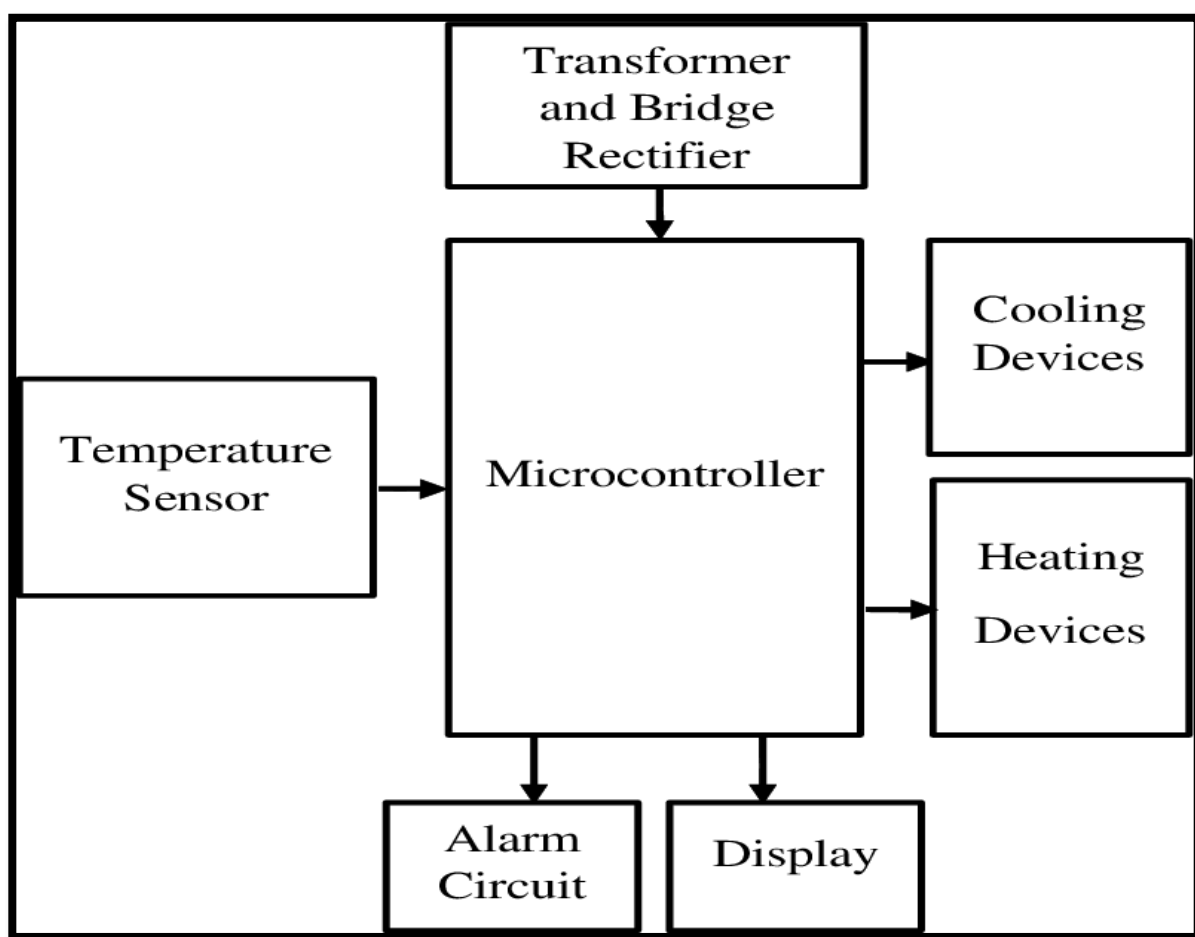 Transformer
and Bridge
Rectifier
Cooling
Devices
Temperature
Sensor
Microcontroller
Heating
Devices
Alarm
Circuit
Display